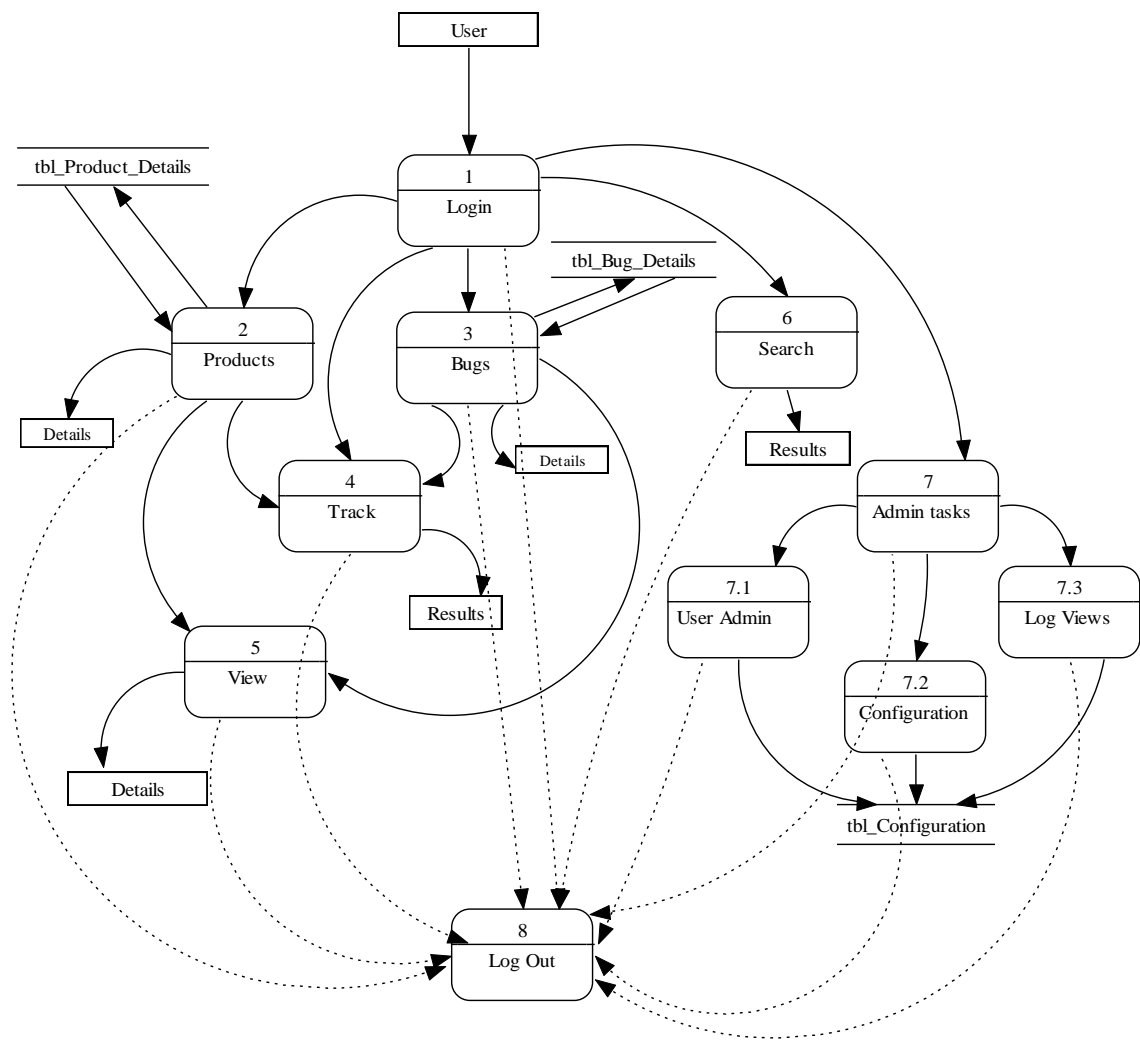 User
tbl_Product_Details
1
Login
tbl_Bug_Details
2
Products
3
Bugs
6
Search
Details
Details
Results
4
Track
7
Admin tasks
Results
7.1
User Admin
7.3
Log Views
5
View
7.2
Configuration
Details
tbl_Configuration
8
Log Out